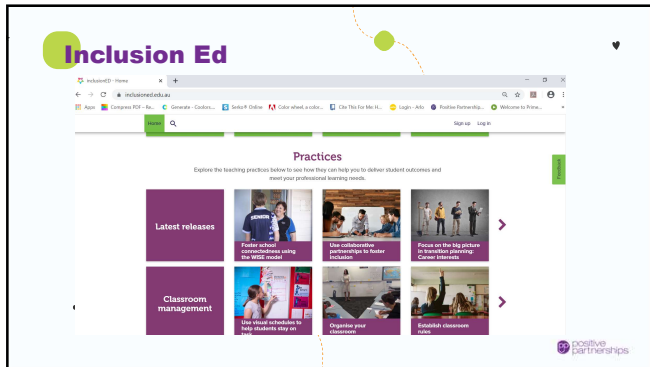 Inclusion Ed
inclusionED - Home
inclusioned.edu.au
Apps Compress PDF – Re... Generate - Coolors... Seiko® Online Color wheel, a color... Cite This For Me: H... Login - Arlo Positive Partnership... Welcome to Prime...
Home Sign up Log in
Practices
Explore the teaching practices below to see how they can help you to deliver student outcomes and
meet your professional learning needs.
Feedback
Latest releases
SENIOR
Foster school
connectedness using
the WISE model
Use collaborative
partnerships to foster
inclusion
Focus on the big picture
in transition planning:
Career interests
Classroom
management
Use visual schedules to
help students stay on
task
Organise your
classroom
Establish classroom
rules
pp positive
partnerships